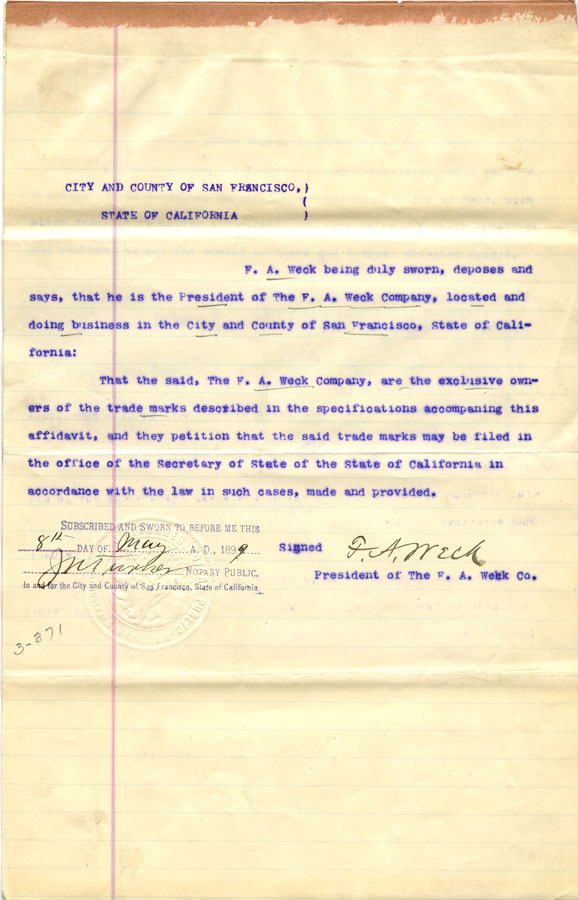 CITY AND COUNTY OF SAN FRANCISCO, )
(
STATE OF CALIFORNIA )
F. A. Weck being duly sworn, deposes and
says, that he is the President of The F. A. Weck Company, located and
doing business in the City and County of San Francisco, State of Cali-
fornia:
That the said, The F. A. Weck Company, are the exclusive own-
ers of the trade marks described in the specifications accompaning this
affidavit, and they petition that the said trade marks may be filed in
the office of the Secretary of State of the State of California in
accordance with the law in such cases, made and provided.
SUBSCRIBED AND SWORN TO BEFORE ME THIS
8th DAY OF May A. D., 1899
NOTARY PUBLIC.
In and for the City and County of San Francisco, State of California.
Signed F. A. Weck
President of The F. A. Weck Co.
3-871